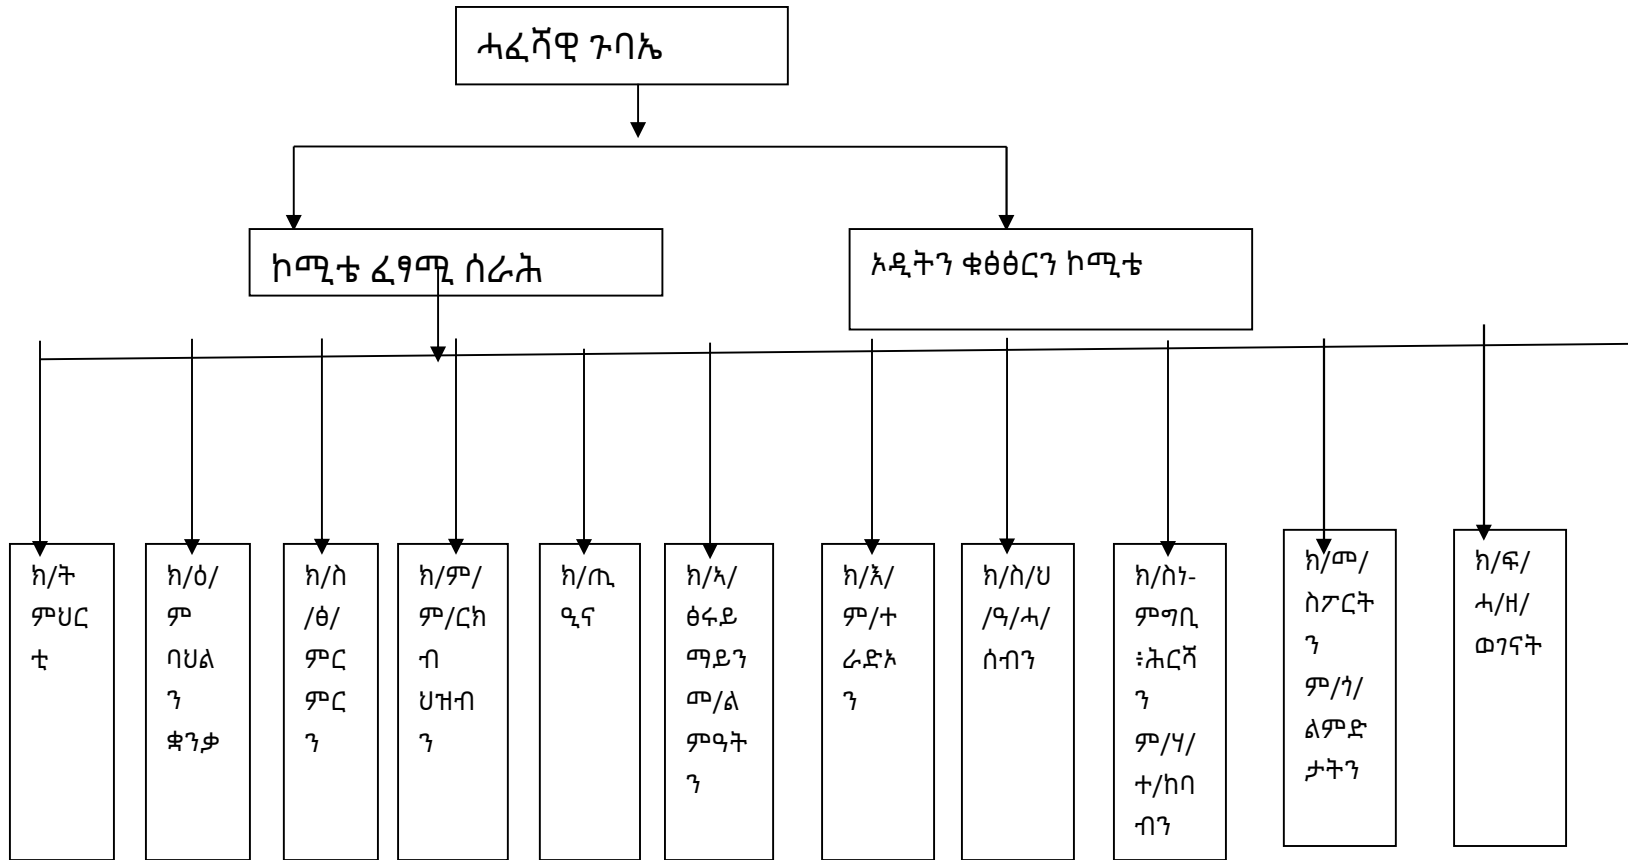 ሓፈሻዊ ጉባኤ
ኮሚቴ ፈፃሚ ሰራሕ
ኦዲትን ቁፅፅርን ኮሚቴ
ክ/ት
ምህር
ቲ
ክ/ዕ/
ም
ባህል
ን
ቋንቃ
ክ/ስ
/ፅ/
ምር
ምር
ን
ክ/ም/
ም/ርክ
ብ
ህዝብ
ን
ክ/ጢ
ዒና
ክ/ኣ/
ፅሩይ
ማይን
መ/ል
ምዓት
ን
ክ/እ/
ም/ተ
ራድኦ
ን
ክ/ስ/ህ
/ዓ/ሓ/
ሰብን
ክ/ስነ-
ምግቢ
፥ሕርሻ
ን
ም/ሃ/
ተ/ከባ
ብን
ክ/መ/
ስፖርት
ን
ም/ጎ/
ልምድ
ታትን
ክ/ፍ/
ሓ/ዘ/
ወገናት